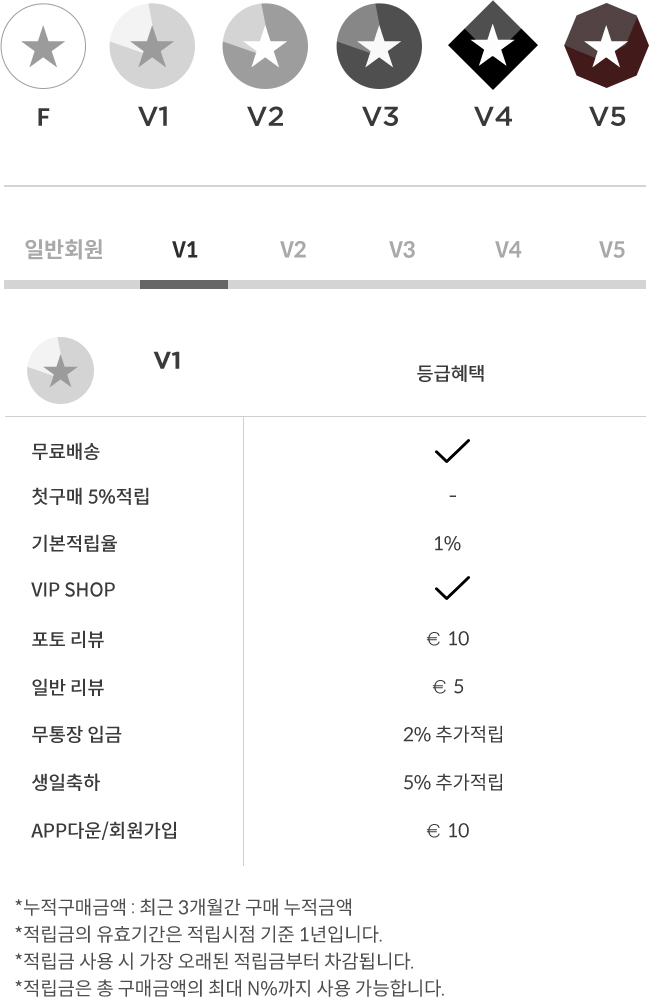 F V1 V2 V3 V4 V5
일반회원 V1 V2 V3 V4 V5
V1 등급혜택
무료배송
첫구매 5%적립 -
기본적립율 1%
VIP SHOP
포토 리뷰 € 10
일반 리뷰 € 5
무통장 입금 2% 추가적립
생일축하 5% 추가적립
APP다운/회원가입 € 10
*누적구매금액 : 최근 3개월간 구매 누적금액
*적립금의 유효기간은 적립시점 기준 1년입니다.
*적립금 사용 시 가장 오래된 적립금부터 차감됩니다.
*적립금은 총 구매금액의 최대 N%까지 사용 가능합니다.